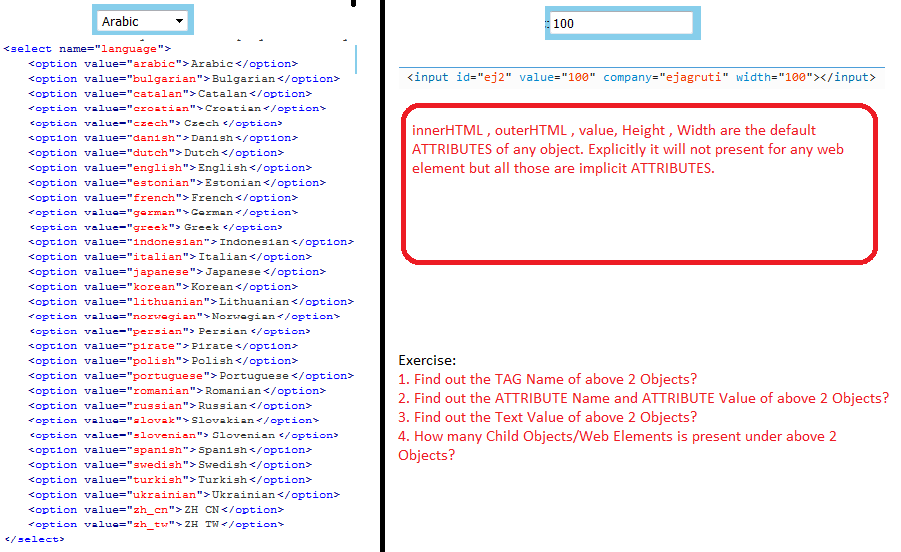 Arabic
<select name="language">
<option value="arabic">Arabic</option>
<option value="bulgarian">Bulgarian</option>
<option value="catalan">Catalan</option>
<option value="croatian">Croatian</option>
<option value="czech">Czech</option>
<option value="danish">Danish</option>
<option value="dutch">Dutch</option>
<option value="english">English</option>
<option value="estonian">Estonian</option>
<option value="french">French</option>
<option value="german">German</option>
<option value="greek">Greek</option>
<option value="indonesian">Indonesian</option>
<option value="italian">Italian</option>
<option value="japanese">Japanese</option>
<option value="korean">Korean</option>
<option value="lithuanian">Lithuanian</option>
<option value="norwegian">Norwegian</option>
<option value="persian">Persian</option>
<option value="pirate">Pirate</option>
<option value="polish">Polish</option>
<option value="portuguese">Portuguese</option>
<option value="romanian">Romanian</option>
<option value="russian">Russian</option>
<option value="slovak">Slovakian</option>
<option value="slovenian">Slovenian</option>
<option value="spanish">Spanish</option>
<option value="swedish">Swedish</option>
<option value="turkish">Turkish</option>
<option value="ukrainian">Ukrainian</option>
<option value="zh_cn">ZH CN</option>
<option value="zh_tw">ZH TW</option>
</select>
: 100
<input id="ej2" value="100" company="ejagruti" width="100"></input>
innerHTML , outerHTML , value, Height , Width are the default
ATTRIBUTES of any object. Explicitly it will not present for any web
element but all those are implicit ATTRIBUTES.
Exercise:
1. Find out the TAG Name of above 2 Objects?
2. Find out the ATTRIBUTE Name and ATTRIBUTE Value of above 2 Objects?
3. Find out the Text Value of above 2 Objects?
4. How many Child Objects/Web Elements is present under above 2
Objects?